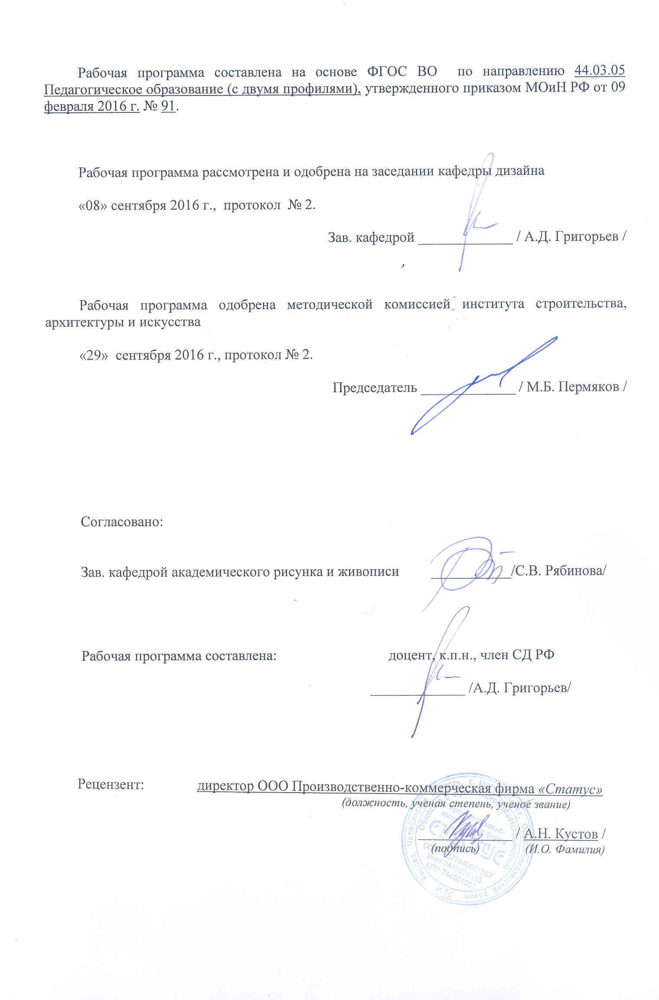 Рабочая программа составлена на основе ФГОС ВО по направлению 44.03.05
Педагогическое образование (с двумя профилями), утвержденного приказом МОиН РФ от 09
февраля 2016 г. № 91.
Рабочая программа рассмотрена и одобрена на заседании кафедры дизайна
«08» сентября 2016 г., протокол № 2.
Зав. кафедрой _____________ / А.Д. Григорьев /
Рабочая программа одобрена методической комиссией института строительства,
архитектуры и искусства
«29» сентября 2016 г., протокол № 2.
Председатель _____________ / М.Б. Пермяков /
Согласовано:
Зав. кафедрой академического рисунка и живописи ___________/С.В. Рябинова/
Рабочая программа составлена: доцент, к.п.н., член СД РФ
_____________ /А.Д. Григорьев/
Рецензент: директор ООО Производственно-коммерческая фирма «Статус»
(должность, ученая степень, ученое звание)
_____________ / А.Н. Кустов /
(подпись) (И.О. Фамилия)
Россия, Челябинская область, г. Магнитогорск, Орджоникидзевский район
Общество с ограниченной ответственностью
Производственно-
коммерческая фирма
Статус
ИНН 7445034310
КПП 744501001